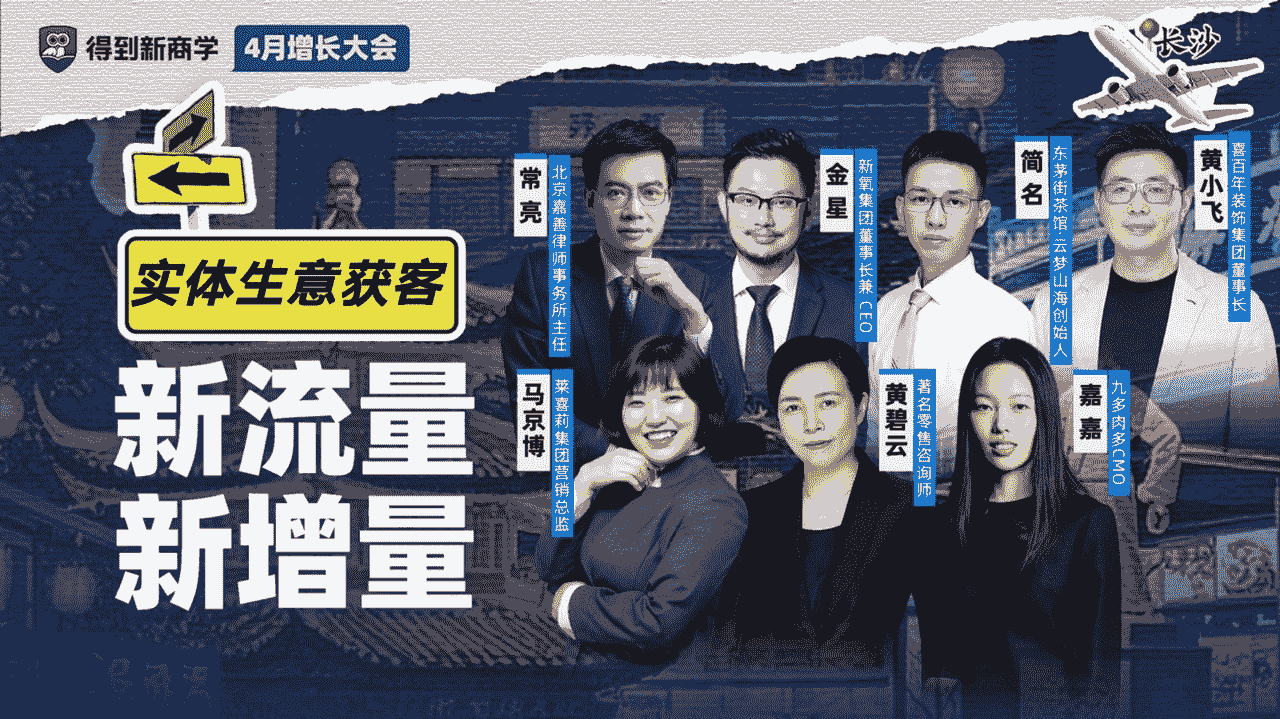 得到新商学
4月增长大会
长沙
实体生意获客
新流量
新增量
常亮
北京嘉善律师事务所主任
金星
新氧集团董事长兼CEO
简名
东茅街茶馆·云梦山海创始人
黄小飞
喜百年装饰集团董事长
马京博
莱喜莉集团营销总监
黄碧云
著名零售咨询师
嘉嘉
九多肉多CMO